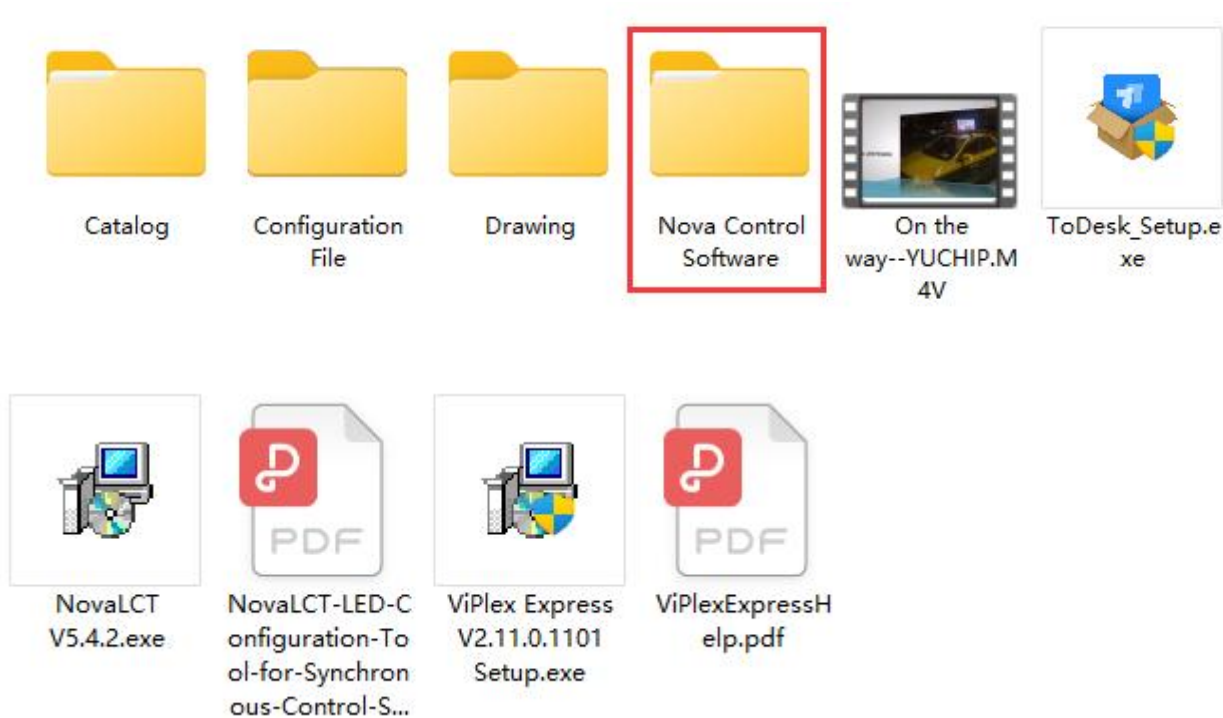 Catalog
Configuration
File
Drawing
Nova Control
Software
On the
way--YUCHIP.M
4V
ToDesk_Setup.e
xe
NovaLCT
V5.4.2.exe
PDF
NovaLCT-LED-C
onfiguration-To
ol-for-Synchron
ous-Control-S...
ViPlex Express
V2.11.0.1101
Setup.exe
PDF
ViPlexExpressH
elp.pdf